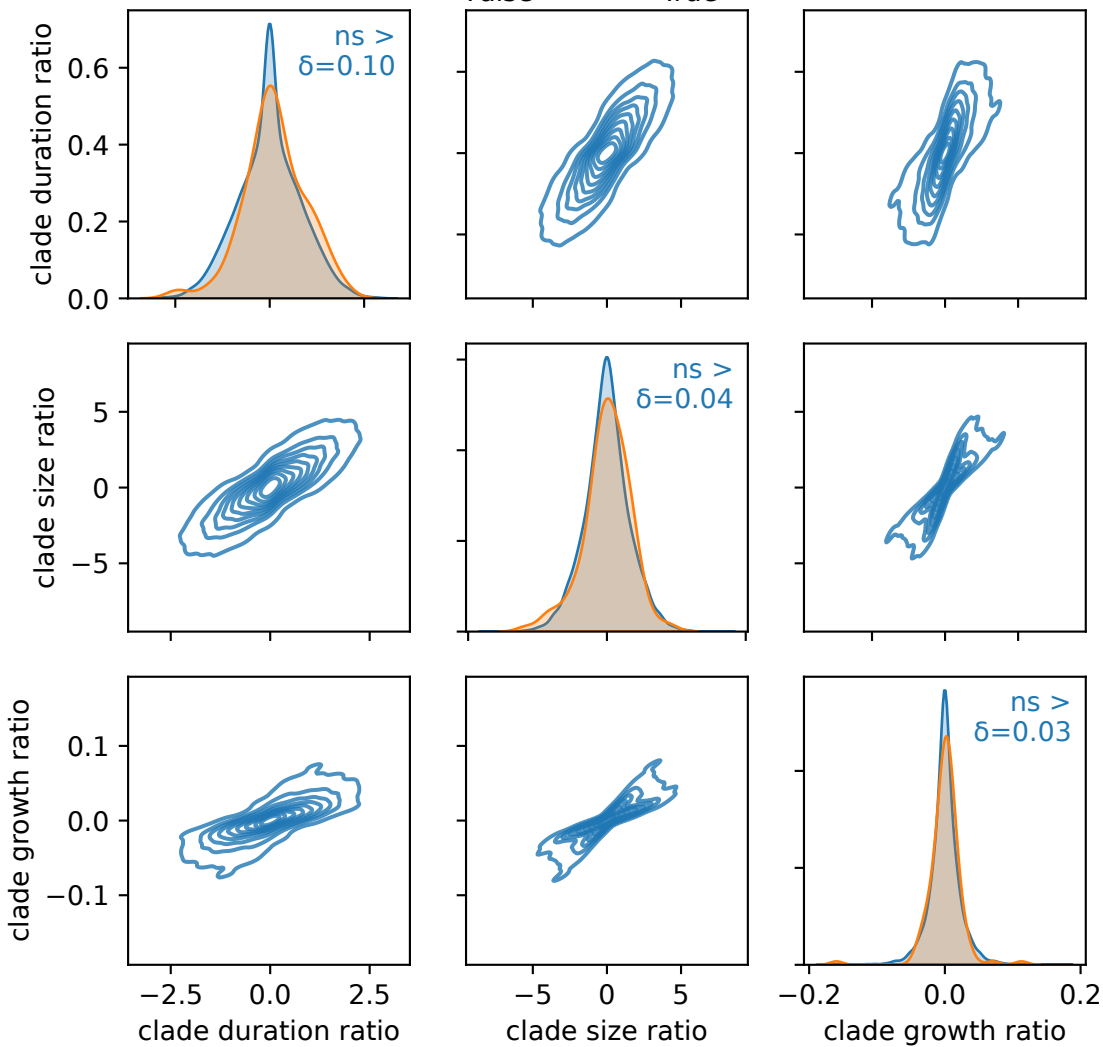 True
clade duration ratio
0.6
0.4
0.2
0.0
ns >
δ=0.10
clade size ratio
5
0
−5
ns >
δ=0.04
clade growth ratio
0.1
0.0
−0.1
ns >
δ=0.03
−2.5 0.0 2.5
−5 0 5
−0.2 0.0 0.2
clade duration ratio
clade size ratio
clade growth ratio